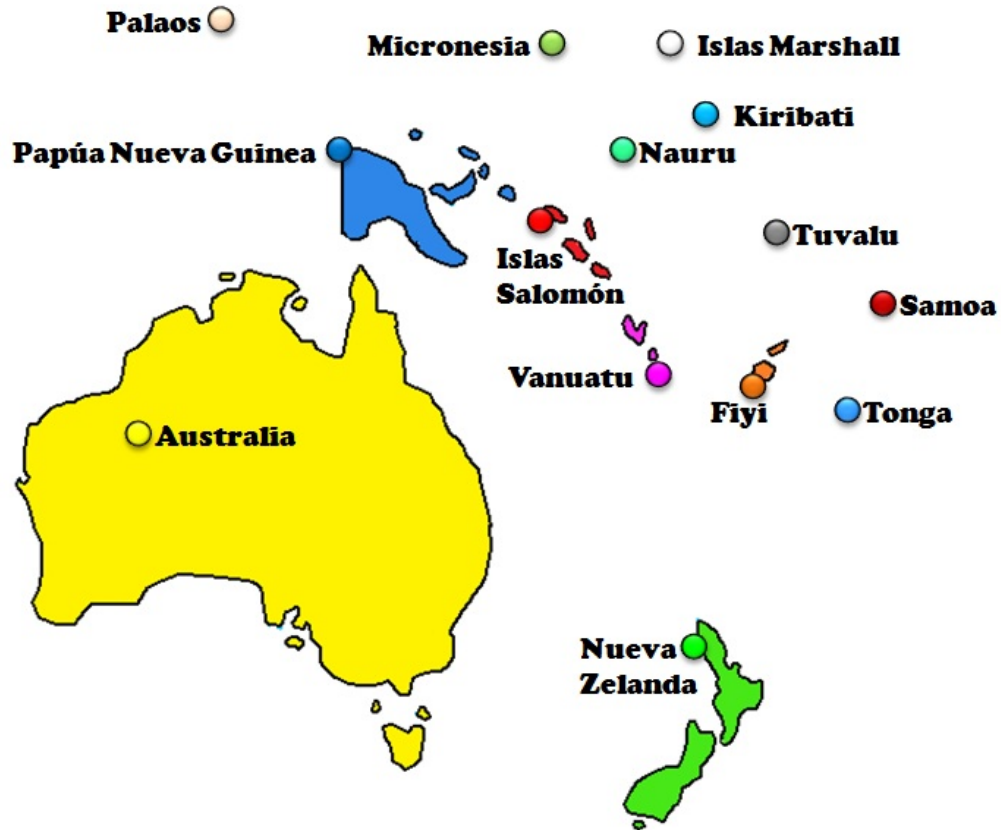 Palaos
Micronesia
Islas Marshall
Kiribati
Papúa Nueva Guinea
Nauru
Tuvalu
Islas
Salomón
Samoa
Vanuatu
Fiyi
Tonga
Australia
Nueva
Zelanda